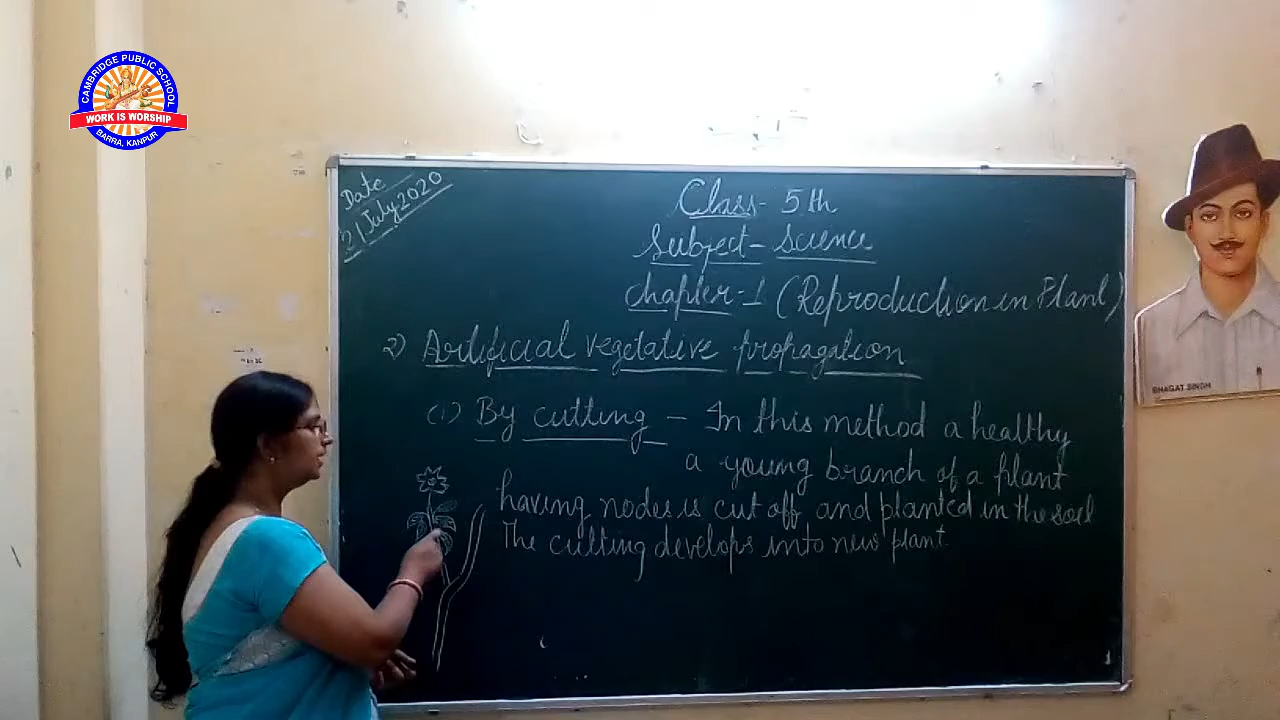 CAMBRIDGE PUBLIC SCHOOL
WORK IS WORSHIP
BARRA, KANPUR
Date
21 July 2020
Class- 5th
Subject- Science
Chapter-1 (Reproduction in Plant)
2) Artificial vegetative propagation
(1) By cutting - In this method a healthy
a young branch of a plant
having nodes is cut off and planted in the soil
The cutting develops into new plant.
BHAGAT SINGH